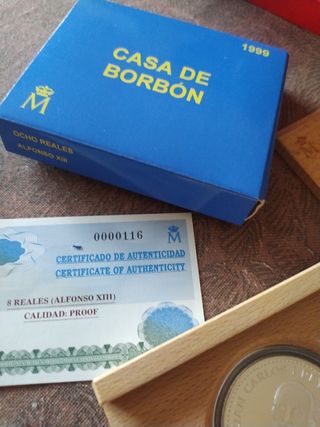 1999
CASA DE
BORBÓN
M
OCHO REALES
ALFONSO XIII
0000116
M
CERTIFICADO DE AUTENTICIDAD
CERTIFICATE OF AUTHENTICITY
8 REALES (ALFONSO XIII)
CALIDAD: PROOF
CARLOS